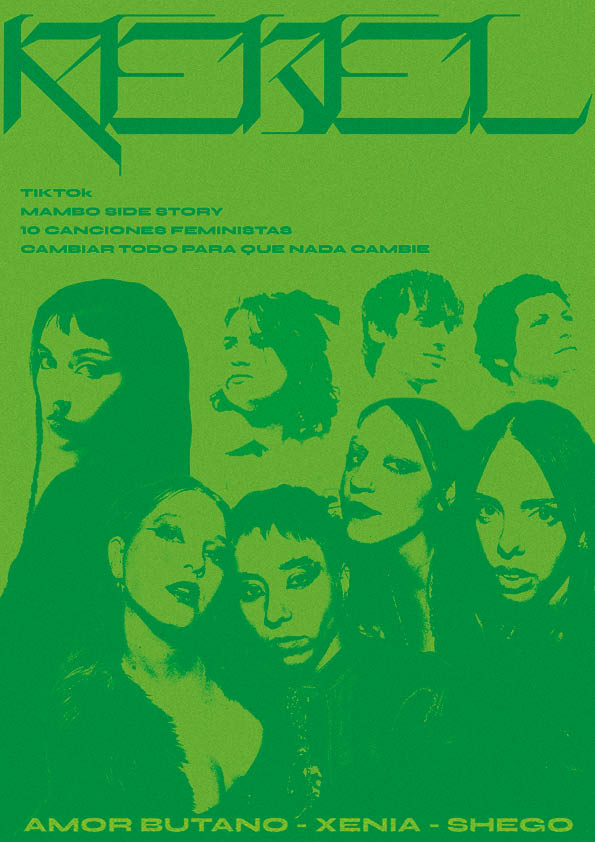 REBEL
TIKTOk
MAMBO SIDE STORY
10 CANCIONES FEMINISTAS
CAMBIAR TODO PARA QUE NADA CAMBIE
AMOR BUTANO - XENIA - SHEGO